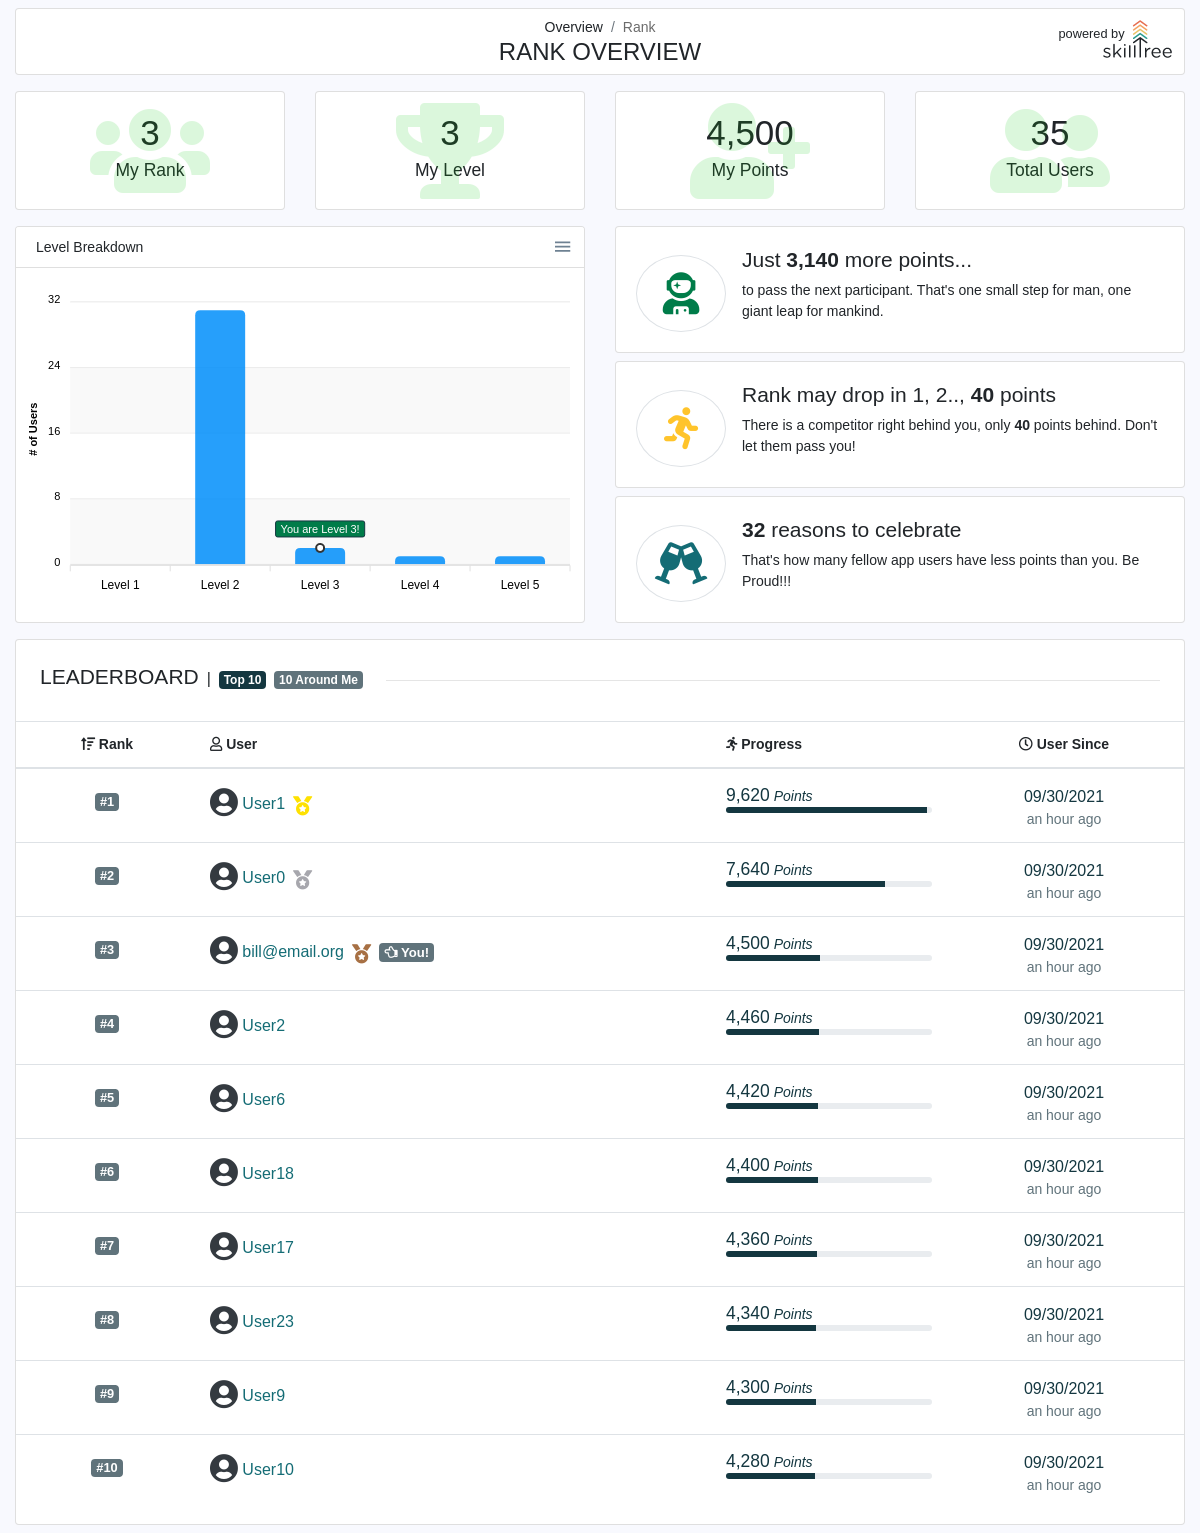 Overview / Rank
RANK OVERVIEW
powered by
skilltree
3
My Rank
3
My Level
4,500
My Points
35
Total Users
Level Breakdown
32
24
16
8
0
# of Users
You are Level 3!
Level 1 Level 2 Level 3 Level 4 Level 5
Just 3,140 more points...
to pass the next participant. That's one small step for man, one
giant leap for mankind.
Rank may drop in 1, 2.., 40 points
There is a competitor right behind you, only 40 points behind. Don't
let them pass you!
32 reasons to celebrate
That's how many fellow app users have less points than you. Be
Proud!!!
LEADERBOARD | Top 10 10 Around Me
Rank User Progress User Since
#1 User1 9,620 Points 09/30/2021
an hour ago
#2 User0 7,640 Points 09/30/2021
an hour ago
#3 bill@email.org You! 4,500 Points 09/30/2021
an hour ago
#4 User2 4,460 Points 09/30/2021
an hour ago
#5 User6 4,420 Points 09/30/2021
an hour ago
#6 User18 4,400 Points 09/30/2021
an hour ago
#7 User17 4,360 Points 09/30/2021
an hour ago
#8 User23 4,340 Points 09/30/2021
an hour ago
#9 User9 4,300 Points 09/30/2021
an hour ago
#10 User10 4,280 Points 09/30/2021
an hour ago